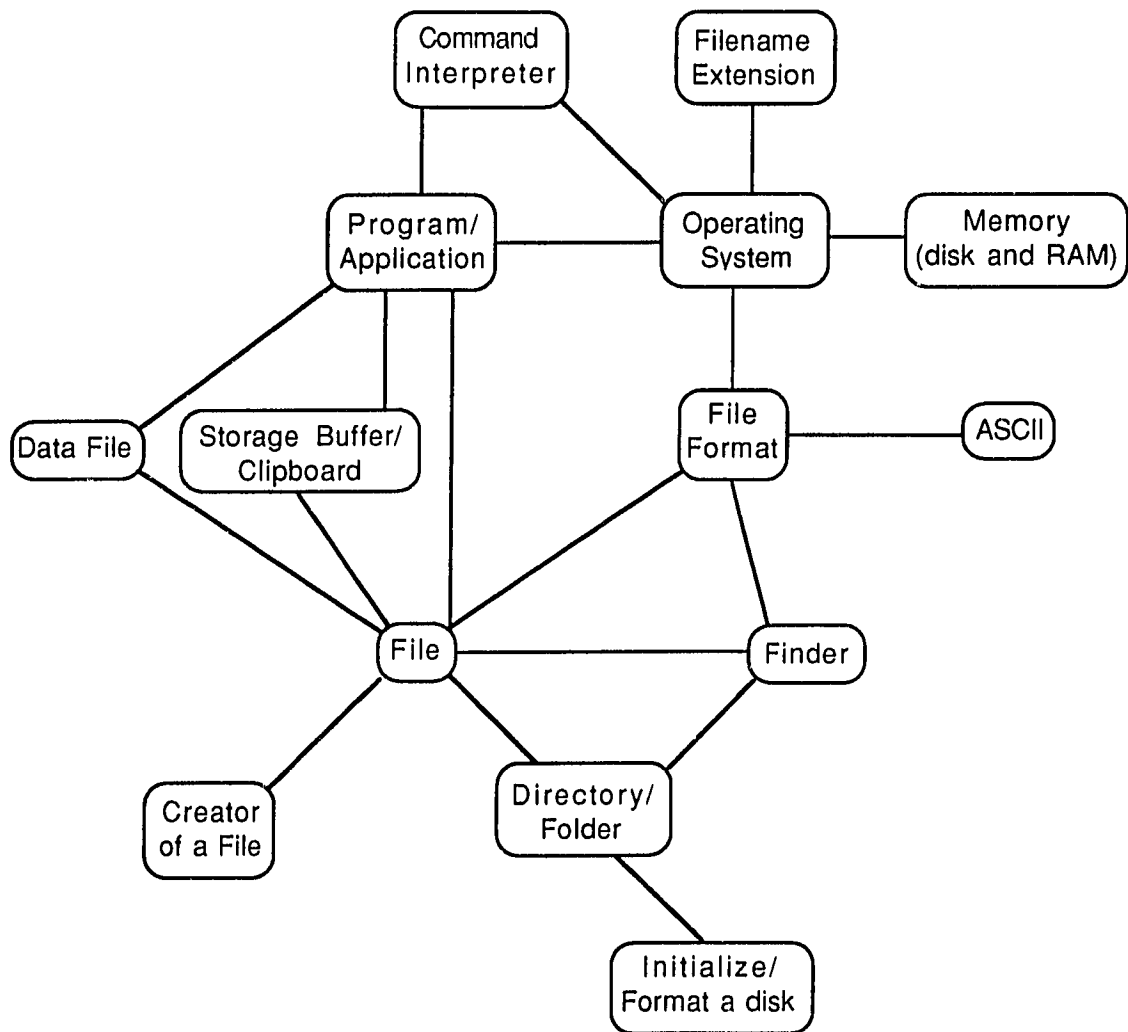 Command
Interpreter
Filename
Extension
Program/
Application
Operating
System
Memory
(disk and RAM)
Data File
Storage Buffer/
Clipboard
File
Format
ASCII
File
Finder
Creator
of a File
Directory/
Folder
Initialize/
Format a disk